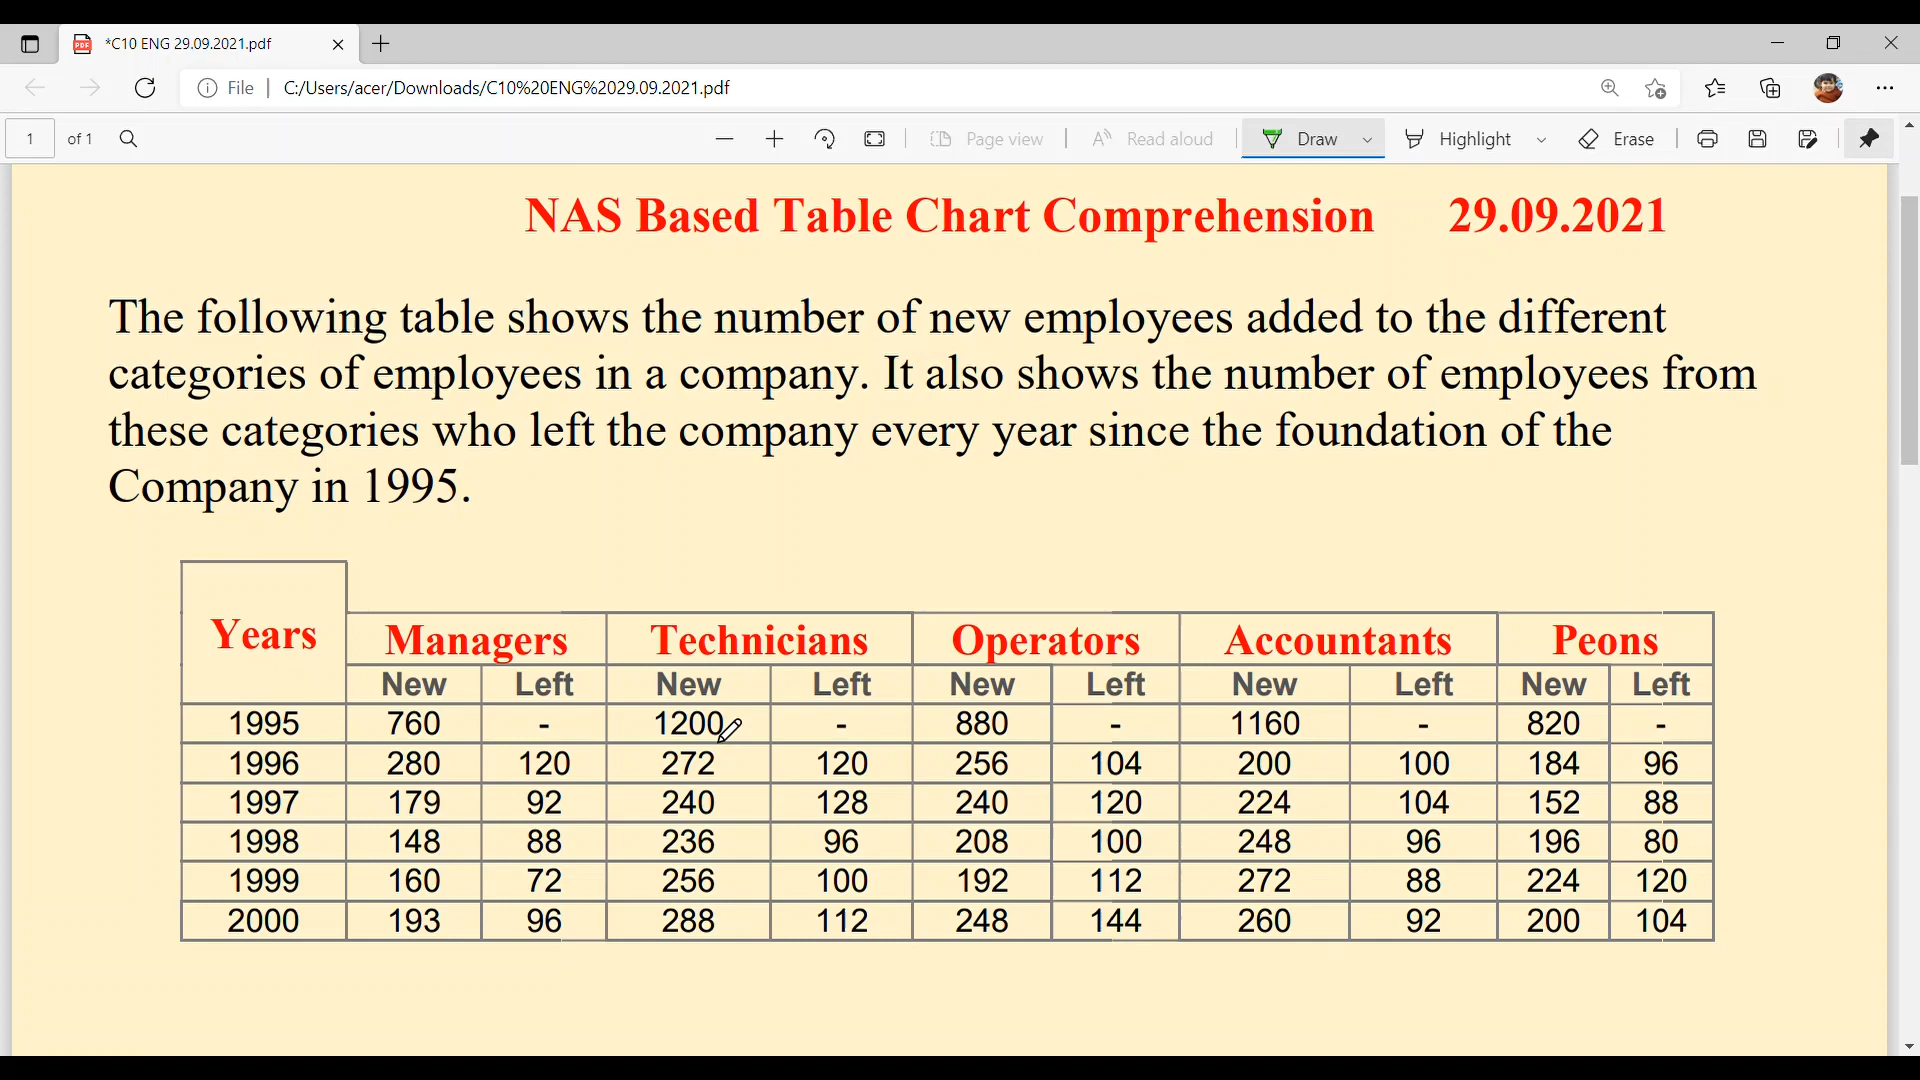 *C10 ENG 29.09.2021.pdf
File | C:/Users/acer/Downloads/C10%20ENG%2029.09.2021.pdf
1 of 1 Page view Read aloud Draw Highlight Erase
NAS Based Table Chart Comprehension 29.09.2021
The following table shows the number of new employees added to the different
categories of employees in a company. It also shows the number of employees from
these categories who left the company every year since the foundation of the
Company in 1995.
Years Managers Technicians Operators Accountants Peons
New Left New Left New Left New Left New Left
1995 760 - 1200 - 880 - 1160 - 820 -
1996 280 120 272 120 256 104 200 100 184 96
1997 179 92 240 128 240 120 224 104 152 88
1998 148 88 236 96 208 100 248 96 196 80
1999 160 72 256 100 192 112 272 88 224 120
2000 193 96 288 112 248 144 260 92 200 104